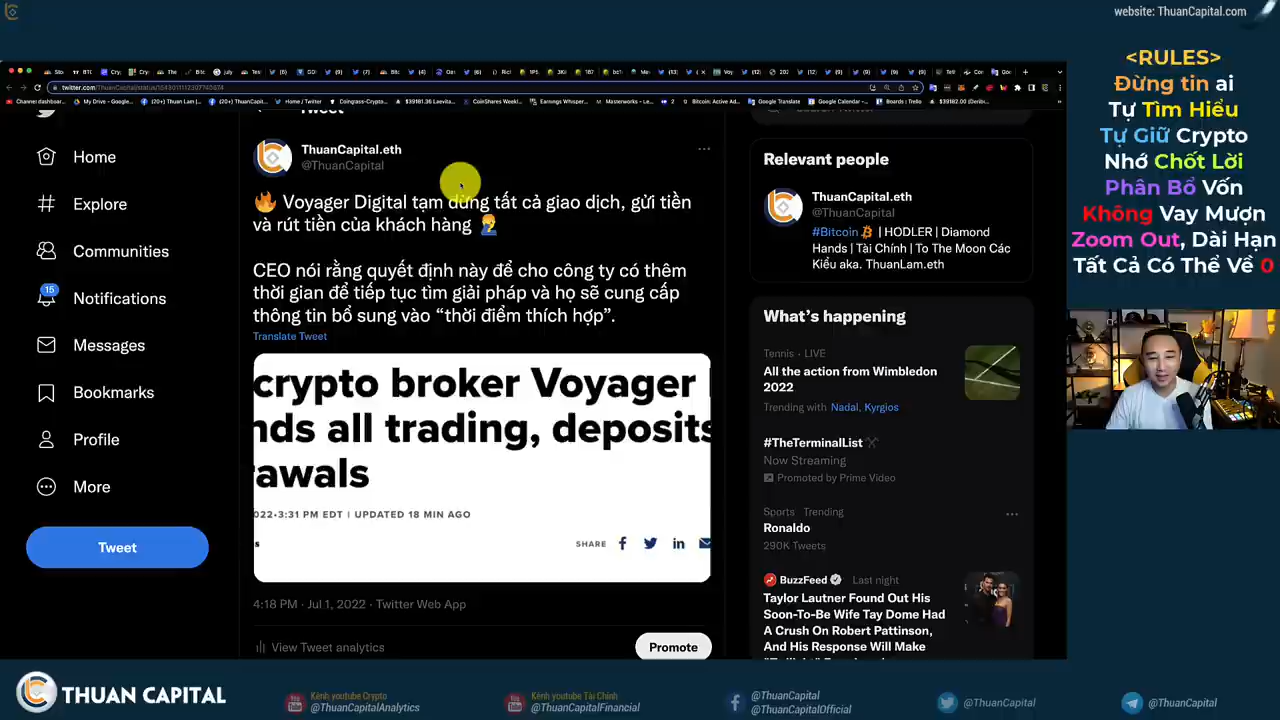 website: ThuanCapital.com
<RULES>
Đừng tin ai
Tự Tìm Hiểu
Tự Giữ Crypto
Nhớ Chốt Lời
Phân Bổ Vốn
Không Vay Mượn
Zoom Out, Dài Hạn
Tất Cả Có Thể Về 0
Tweet
Home
Explore
Communities
15
Notifications
Messages
Bookmarks
Profile
More
Tweet
ThuanCapital.eth
@ThuanCapital
🔥 Voyager Digital tạm dừng tất cả giao dịch, gửi tiền
và rút tiền của khách hàng 🤦‍♂️
CEO nói rằng quyết định này để cho công ty có thêm
thời gian để tiếp tục tìm giải pháp và họ sẽ cung cấp
thông tin bổ sung vào “thời điểm thích hợp”.
Translate Tweet
crypto broker Voyager
nds all trading, deposits
awals
022•3:31 PM EDT | UPDATED 18 MIN AGO
SHARE
4:18 PM · Jul 1, 2022 · Twitter Web App
View Tweet analytics
Promote
Relevant people
ThuanCapital.eth
@ThuanCapital
#Bitcoin | HODLER | Diamond
Hands | Tài Chính | To The Moon Các
Kiểu aka. ThuanLam.eth
What’s happening
Tennis · LIVE
All the action from Wimbledon
2022
Trending with Nadal, Kyrgios
#TheTerminalList
Now Streaming
Promoted by Prime Video
Sports · Trending
Ronaldo
290K Tweets
BuzzFeed Last night
Taylor Lautner Found Out His
Soon-To-Be Wife Tay Dome Had
A Crush On Robert Pattinson,
And His Response Will Make
THUAN CAPITAL
Kênh youtube Crypto
@ThuanCapitalAnalytics
Kênh youtube Tài Chính
@ThuanCapitalFinancial
@ThuanCapital
@ThuanCapitalOfficial
@ThuanCapital
@ThuanCapital